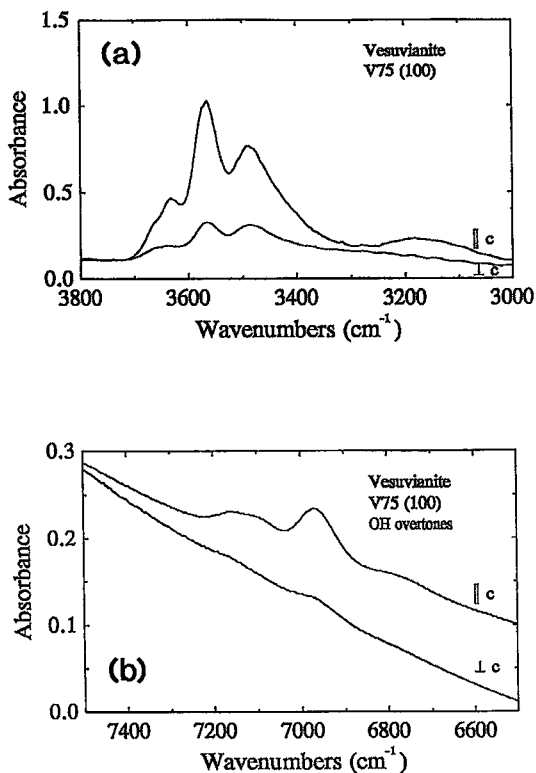 (a)
Vesuvianite
V75 (100)
1.5
1.0
0.5
0.0
Absorbance
∥ c
⊥ c
3800
3600
3400
3200
3000
Wavenumbers (cm⁻¹)
0.3
0.2
0.1
0.0
Absorbance
Vesuvianite
V75 (100)
OH overtones
∥ c
⊥ c
(b)
7400
7200
7000
6800
6600
Wavenumbers (cm⁻¹)